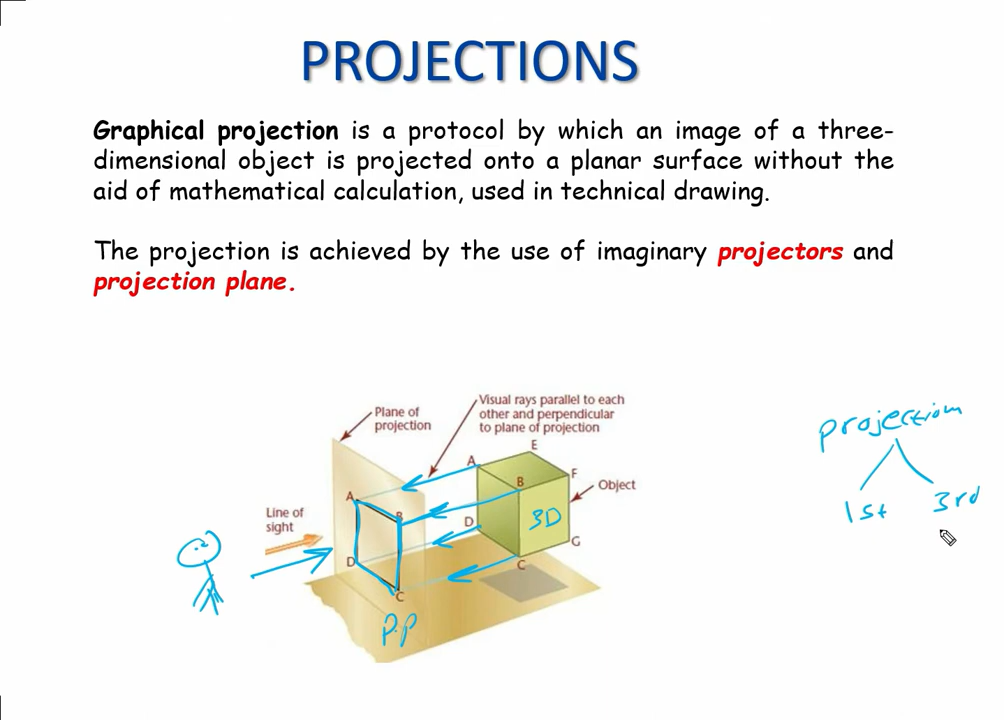 PROJECTIONS
Graphical projection is a protocol by which an image of a three-
dimensional object is projected onto a planar surface without the
aid of mathematical calculation, used in technical drawing.
The projection is achieved by the use of imaginary projectors and
projection plane.
Visual rays parallel to each
other and perpendicular
to plane of projection
Plane of
projection
E
A
F
B
Object
A
B
Line of
sight
D
3D
G
D
C
C
P.P
projection
1st 3rd